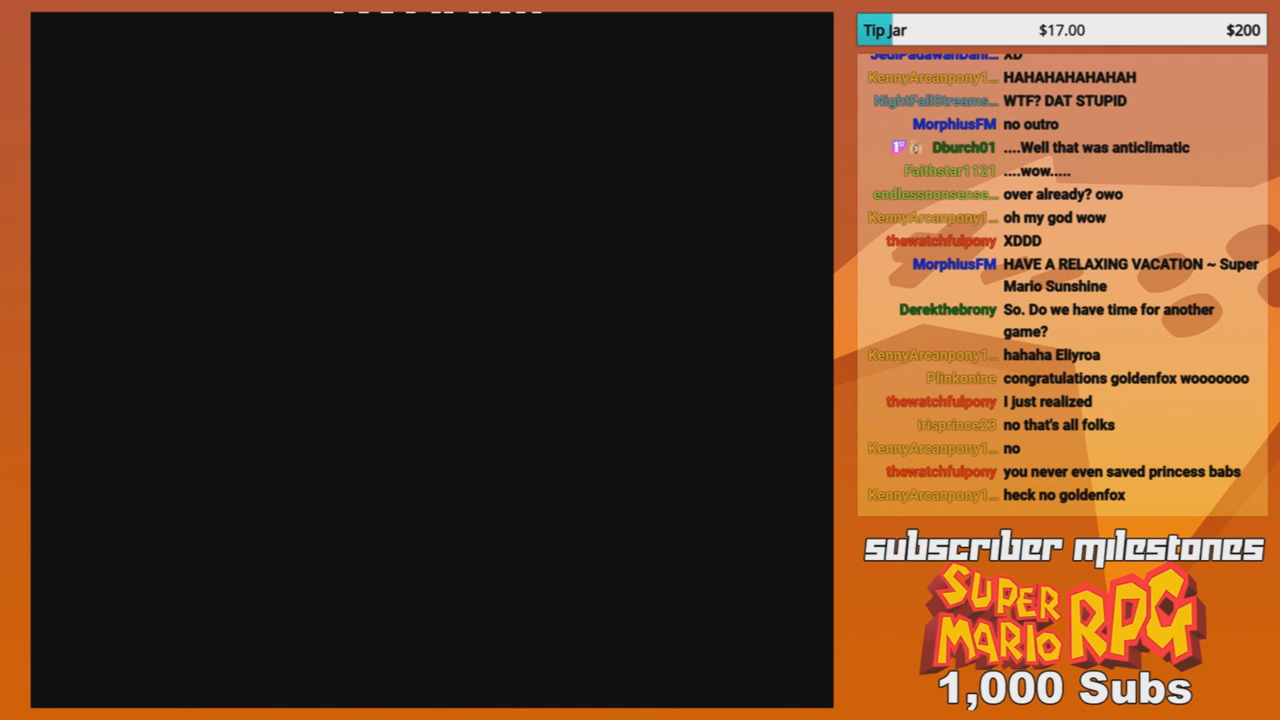 Tip Jar $17.00 $200
JediPadawanDani... XD
KennyArcanpony1... HAHAHAHAHAHAH
NightFallStreams... WTF? DAT STUPID
MorphiusFM no outro
1st Dburch01 ....Well that was anticlimatic
Faithstar1121 ....wow.....
endlessnonsense... over already? owo
KennyArcanpony1... oh my god wow
thewatchfulpony XDDD
MorphiusFM HAVE A RELAXING VACATION ~ Super
Mario Sunshine
Derekthebrony So. Do we have time for another
game?
KennyArcanpony1... hahaha Eliyroa
Plinkonine congratulations goldenfox wooooooo
thewatchfulpony I just realized
irisprince23 no that's all folks
KennyArcanpony1... no
thewatchfulpony you never even saved princess babs
KennyArcanpony1... heck no goldenfox
subscriber milestones
SUPER
MARIO RPG
1,000 Subs